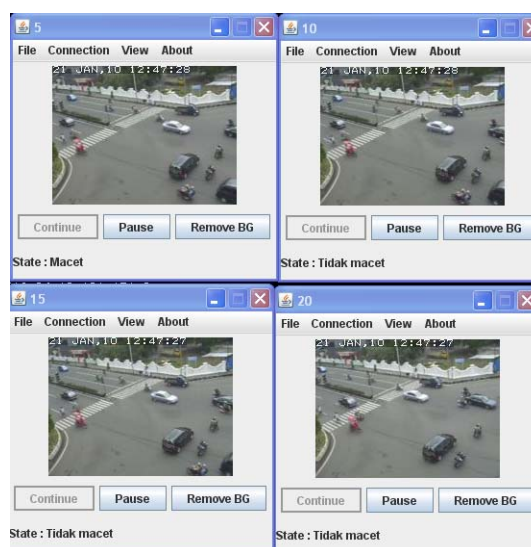 5
File Connection View About
21 JAN,10 12:47:28
Continue Pause Remove BG
State : Macet
10
File Connection View About
21 JAN,10 12:47:28
Continue Pause Remove BG
State : Tidak macet
15
File Connection View About
21 JAN,10 12:47:27
Continue Pause Remove BG
State : Tidak macet
20
File Connection View About
21 JAN,10 12:47:27
Continue Pause Remove BG
State : Tidak macet